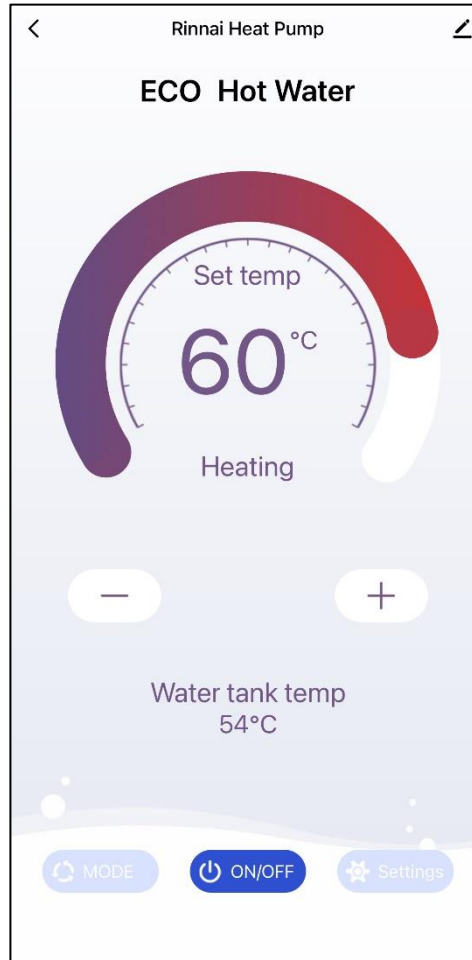 Rinnai Heat Pump
ECO Hot Water
Set temp
60°C
Heating
Water tank temp
54°C
MODE
ON/OFF
Settings